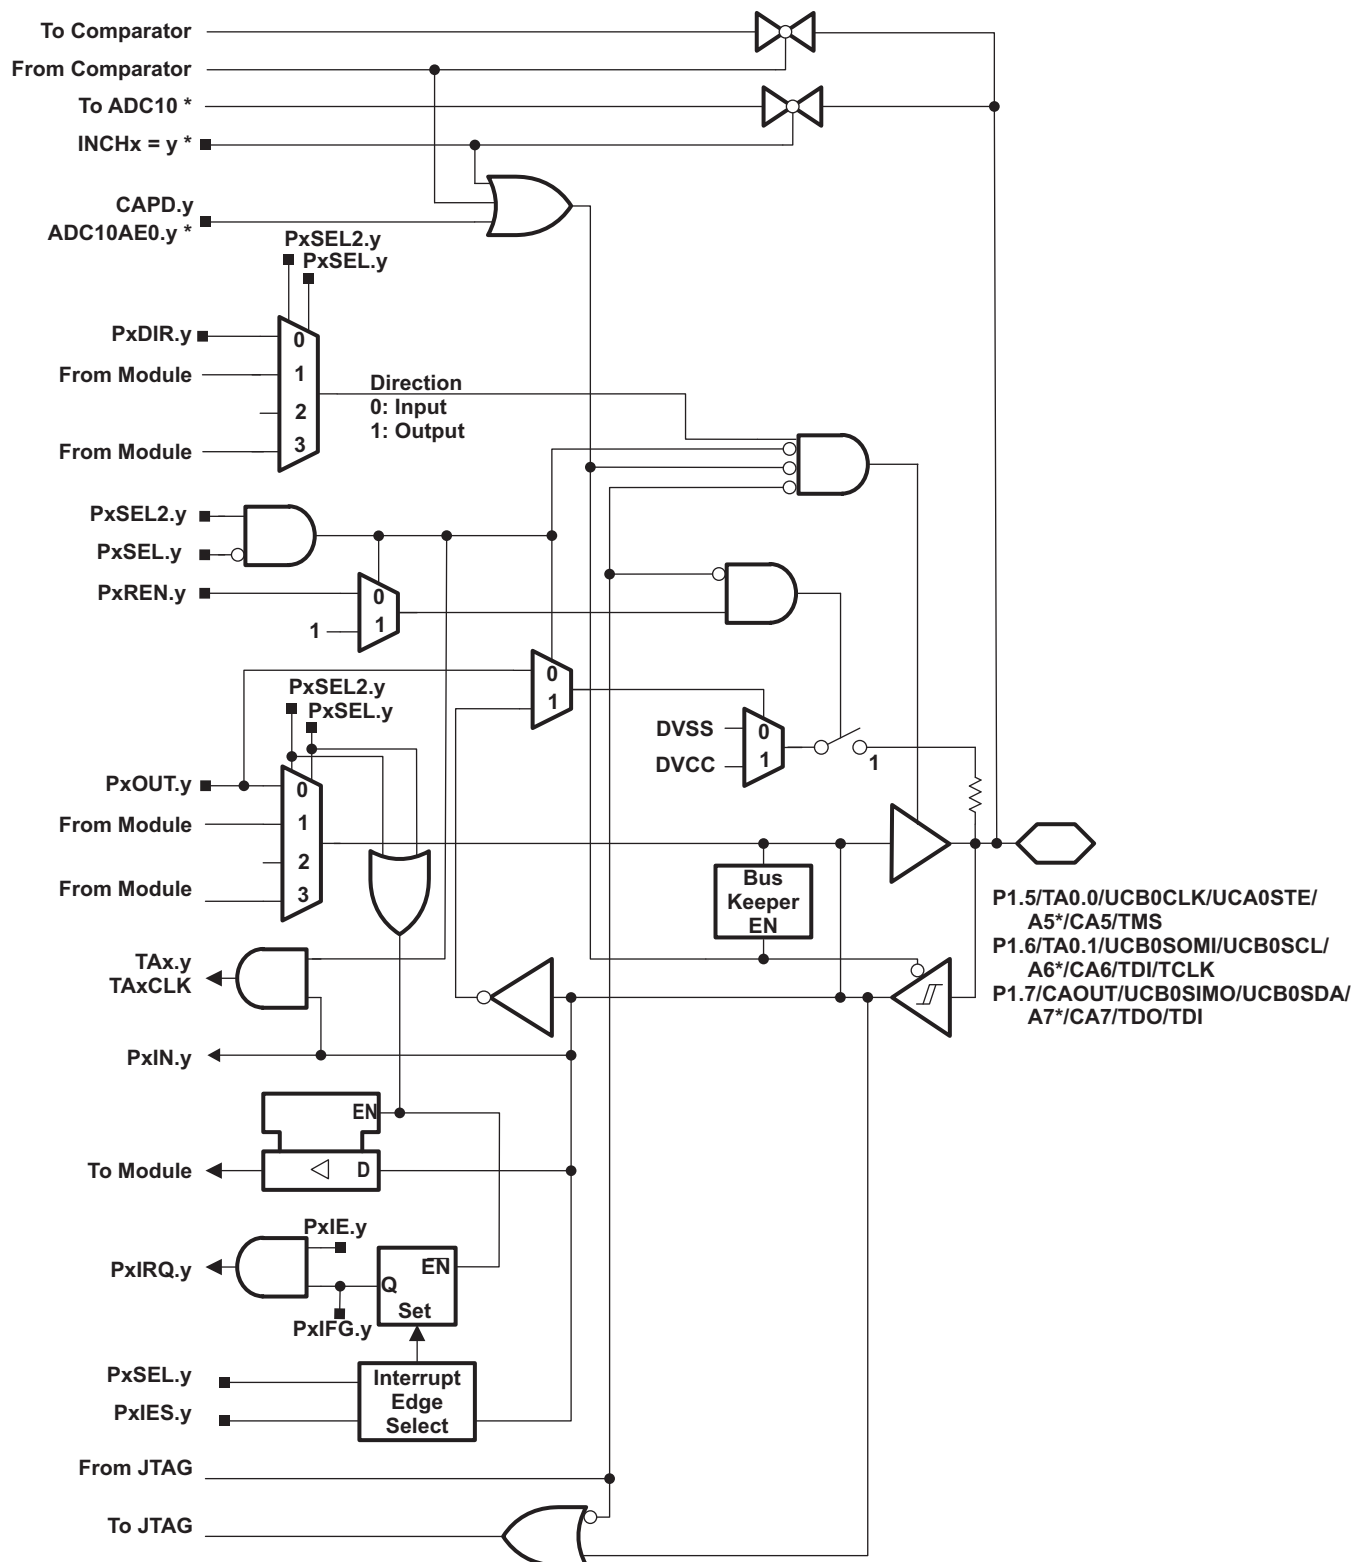 To Comparator
From Comparator
To ADC10 *
INCHx = y *
CAPD.y
ADC10AE0.y *
PxSEL2.y
PxSEL.y
PxDIR.y
0
From Module
1
2
From Module
3
Direction
0: Input
1: Output
PxSEL2.y
PxSEL.y
PxREN.y
0
1
1
0
1
PxSEL2.y
PxSEL.y
DVSS
0
DVCC
1
1
PxOUT.y
0
From Module
1
2
From Module
3
Bus
Keeper
EN
P1.5/TA0.0/UCB0CLK/UCA0STE/
A5*/CA5/TMS
P1.6/TA0.1/UCB0SOMI/UCB0SCL/
A6*/CA6/TDI/TCLK
P1.7/CAOUT/UCB0SIMO/UCB0SDA/
A7*/CA7/TDO/TDI
TAx.y
TAxCLK
PxIN.y
EN
To Module
D
PxIE.y
PxIRQ.y
EN
Q
Set
PxIFG.y
PxSEL.y
PxIES.y
Interrupt
Edge
Select
From JTAG
To JTAG